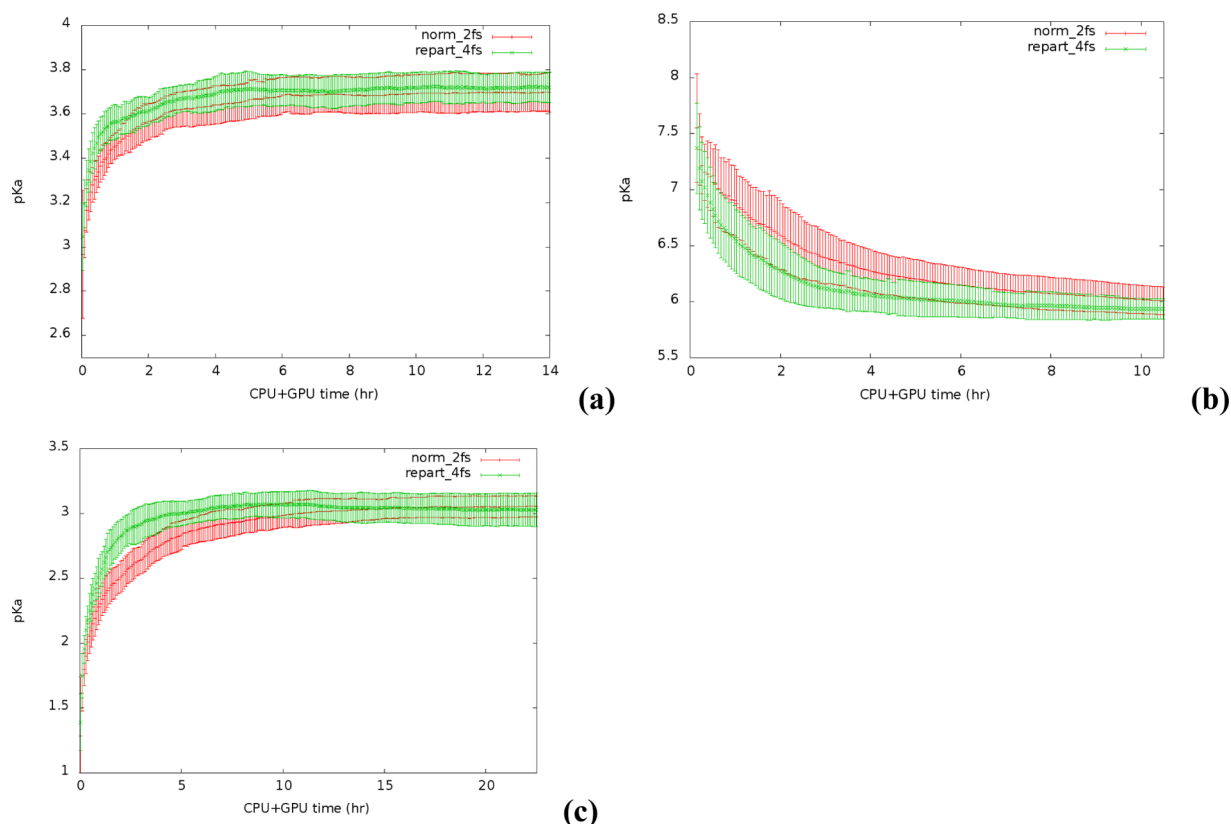 4
3.8
3.6
3.4
3.2
3
2.8
2.6
pKa
0 2 4 6 8 10 12 14
CPU+GPU time (hr)
norm_2fs
repart_4fs
(a)
8.5
8
7.5
7
6.5
6
5.5
pKa
0 2 4 6 8 10
CPU+GPU time (hr)
norm_2fs
repart_4fs
(b)
3.5
3
2.5
2
1.5
1
pKa
0 5 10 15 20
CPU+GPU time (hr)
norm_2fs
repart_4fs
(c)